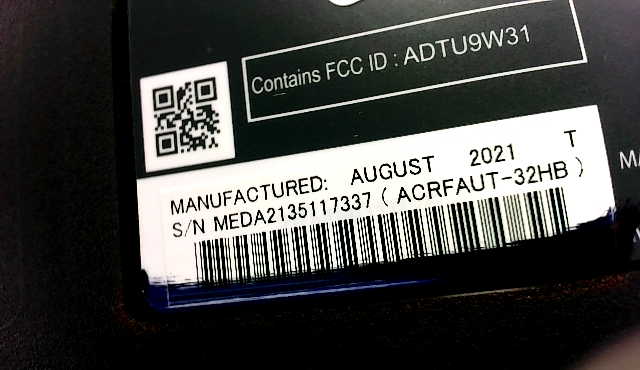 Contains FCC ID : ADTU9W31
MANUFACTURED: AUGUST 2021 T
S/N MEDA2135117337 ( ACRFAUT-32HB )